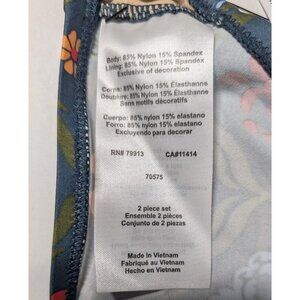 Body: 85% Nylon 15% Spandex
Lining: 85% Nylon 15% Spandex
Exclusive of decoration
Corps: 85% Nylon 15% Élasthanne
Doublure: 85% Nylon 15% Élasthanne
Sans motifs décoratifs
Cuerpo: 85% nylon 15% elastano
Forro: 85% nylon 15% elastano
Excluyendo para decorar
RN# 79913 CA#11414
70575
2 piece set
Ensemble 2 pièces
Conjunto de 2 piezas
Made in Vietnam
Fabriqué au Vietnam
Hecho en Vietnam